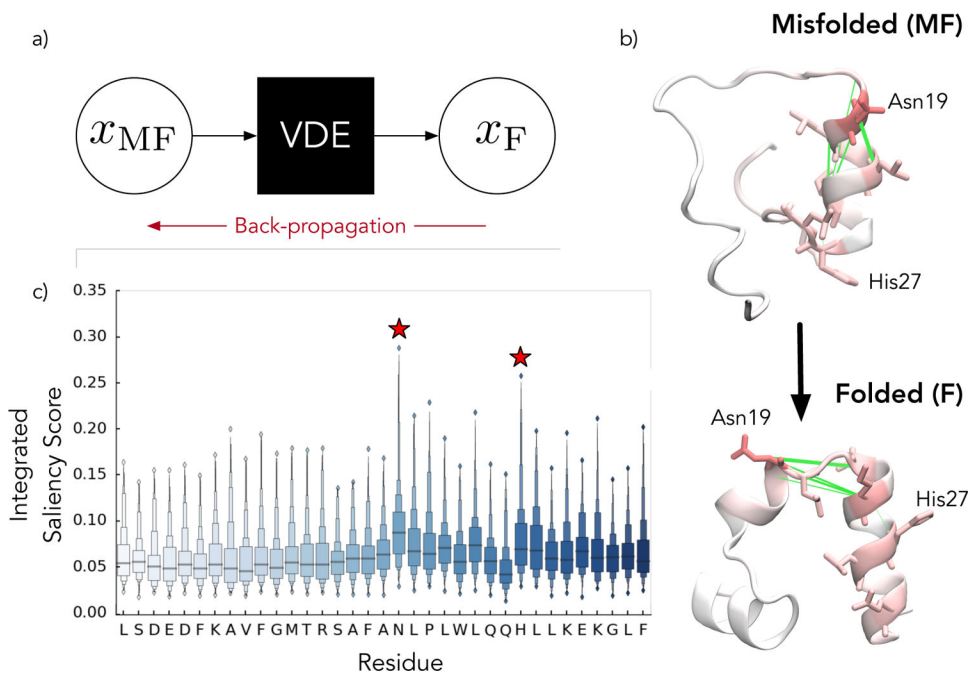 a)
x_MF
VDE
x_F
Back-propagation
b)
Misfolded (MF)
Asn19
His27
Folded (F)
Asn19
His27
c)
Integrated
Saliency Score
0.35
0.30
0.25
0.20
0.15
0.10
0.05
0.00
L S D E D F K A V F G M T R S A F A N L P L W L Q Q H L L K E K G L F
Residue